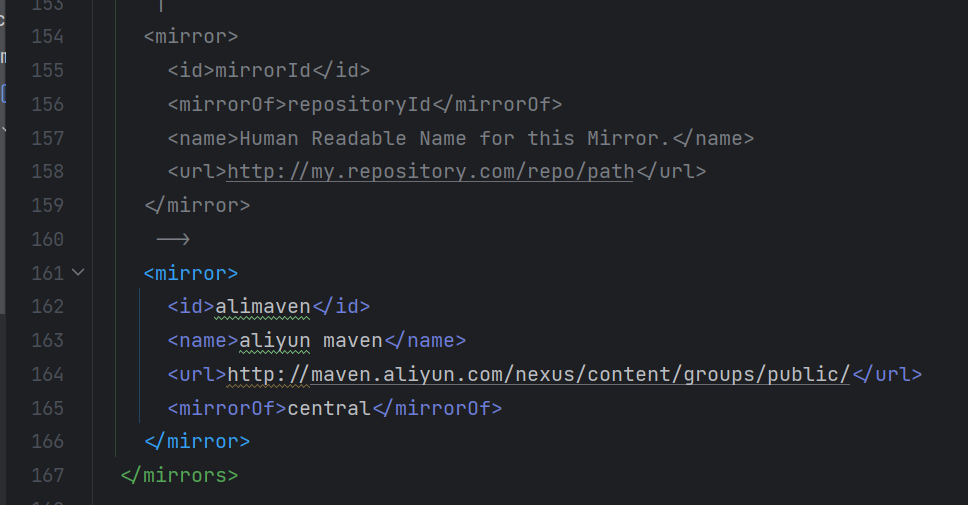 153
154 <mirror>
155 <id>mirrorId</id>
156 <mirrorOf>repositoryId</mirrorOf>
157 <name>Human Readable Name for this Mirror.</name>
158 <url>http://my.repository.com/repo/path</url>
159 </mirror>
160 -->
161 <mirror>
162 <id>alimaven</id>
163 <name>aliyun maven</name>
164 <url>http://maven.aliyun.com/nexus/content/groups/public/</url>
165 <mirrorOf>central</mirrorOf>
166 </mirror>
167 </mirrors>